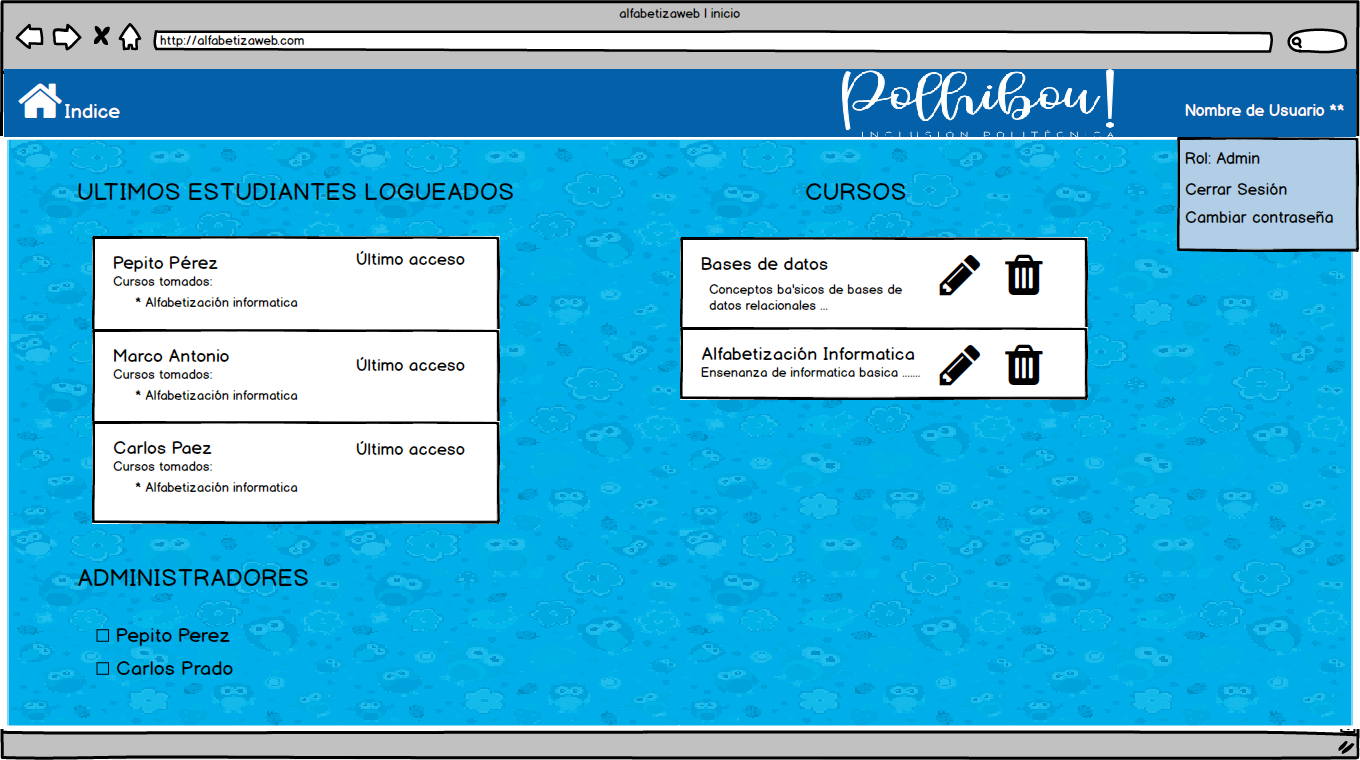 alfabetizaweb | inicio
http://alfabetizaweb.com
Indice
Polhibou!
INCLUSIÓN POLITÉCNICA
Nombre de Usuario **
Rol: Admin
Cerrar Sesión
Cambiar contraseña
ULTIMOS ESTUDIANTES LOGUEADOS
Pepito Pérez
Último acceso
Cursos tomados:
* Alfabetización informatica
Marco Antonio
Último acceso
Cursos tomados:
* Alfabetización informatica
Carlos Paez
Último acceso
Cursos tomados:
* Alfabetización informatica
CURSOS
Bases de datos
Conceptos ba'sicos de bases de
datos relacionales ...
Alfabetización Informatica
Ensenanza de informatica basica .......
ADMINISTRADORES
Pepito Perez
Carlos Prado